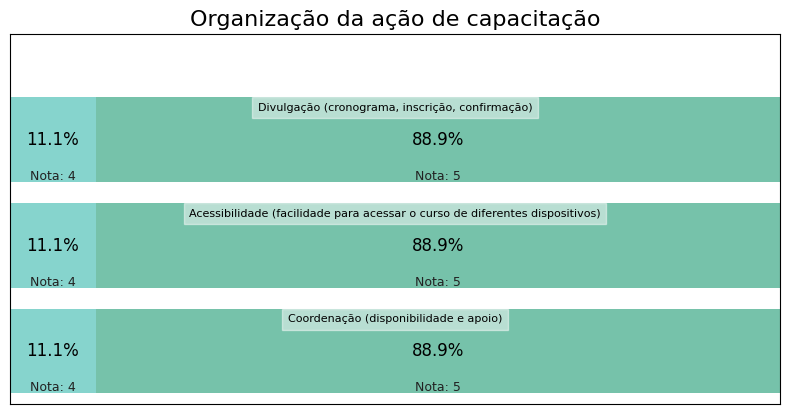 Organização da ação de capacitação
Divulgação (cronograma, inscrição, confirmação)
11.1% 88.9%
Nota: 4 Nota: 5
Acessibilidade (facilidade para acessar o curso de diferentes dispositivos)
11.1% 88.9%
Nota: 4 Nota: 5
Coordenação (disponibilidade e apoio)
11.1% 88.9%
Nota: 4 Nota: 5